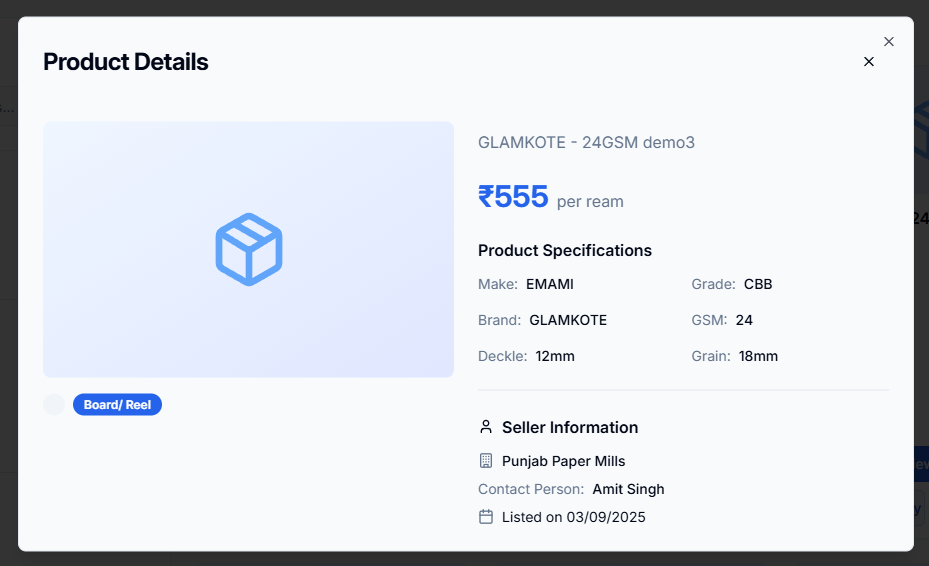 Product Details
GLAMKOTE - 24GSM demo3
₹555 per ream
Product Specifications
Make: EMAMI Grade: CBB
Brand: GLAMKOTE GSM: 24
Deckle: 12mm Grain: 18mm
Board/ Reel
Seller Information
Punjab Paper Mills
Contact Person: Amit Singh
Listed on 03/09/2025